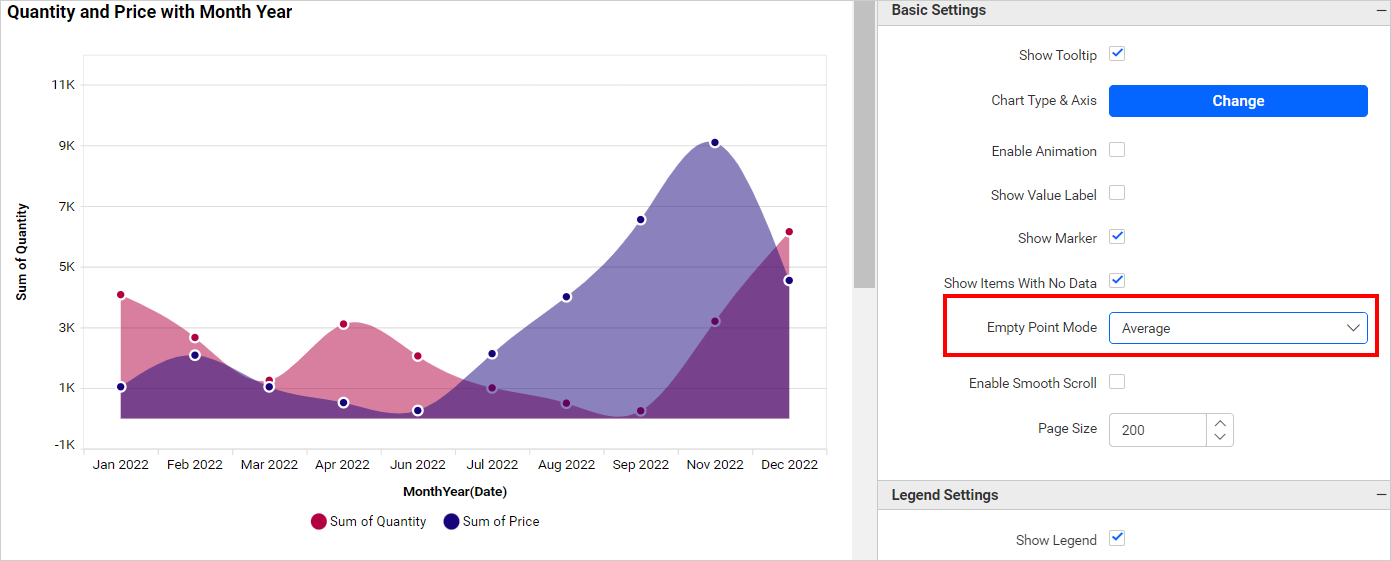 Quantity and Price with Month Year
Sum of Quantity
11K
9K
7K
5K
3K
1K
-1K
Jan 2022 Feb 2022 Mar 2022 Apr 2022 Jun 2022 Jul 2022 Aug 2022 Sep 2022 Nov 2022 Dec 2022
MonthYear(Date)
Sum of Quantity Sum of Price
Basic Settings
Show Tooltip
Chart Type & Axis Change
Enable Animation
Show Value Label
Show Marker
Show Items With No Data
Empty Point Mode Average
Enable Smooth Scroll
Page Size 200
Legend Settings
Show Legend